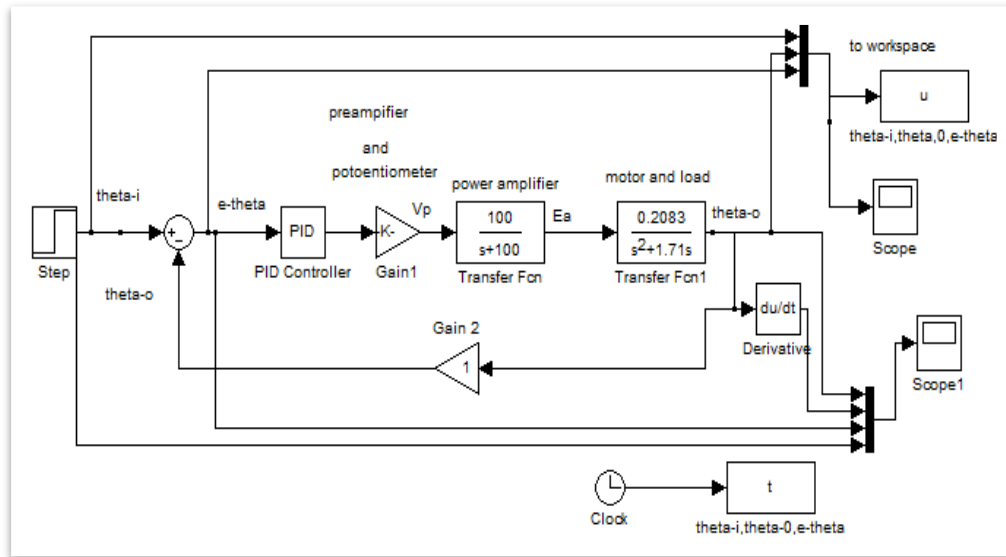 to workspace
u
theta-i,theta,0,e-theta
preampifier
and
potoentiometer
power amplifier
motor and load
theta-i
e-theta
Vp
Ea
theta-o
Step
+
−
PID
PID Controller
K-
Gain1
100
s+100
Transfer Fcn
0.2083
s²+1.71s
Transfer Fcn1
Scope
theta-o
Gain 2
1
du/dt
Derivative
Scope1
Clock
t
theta-i,theta-0,e-theta